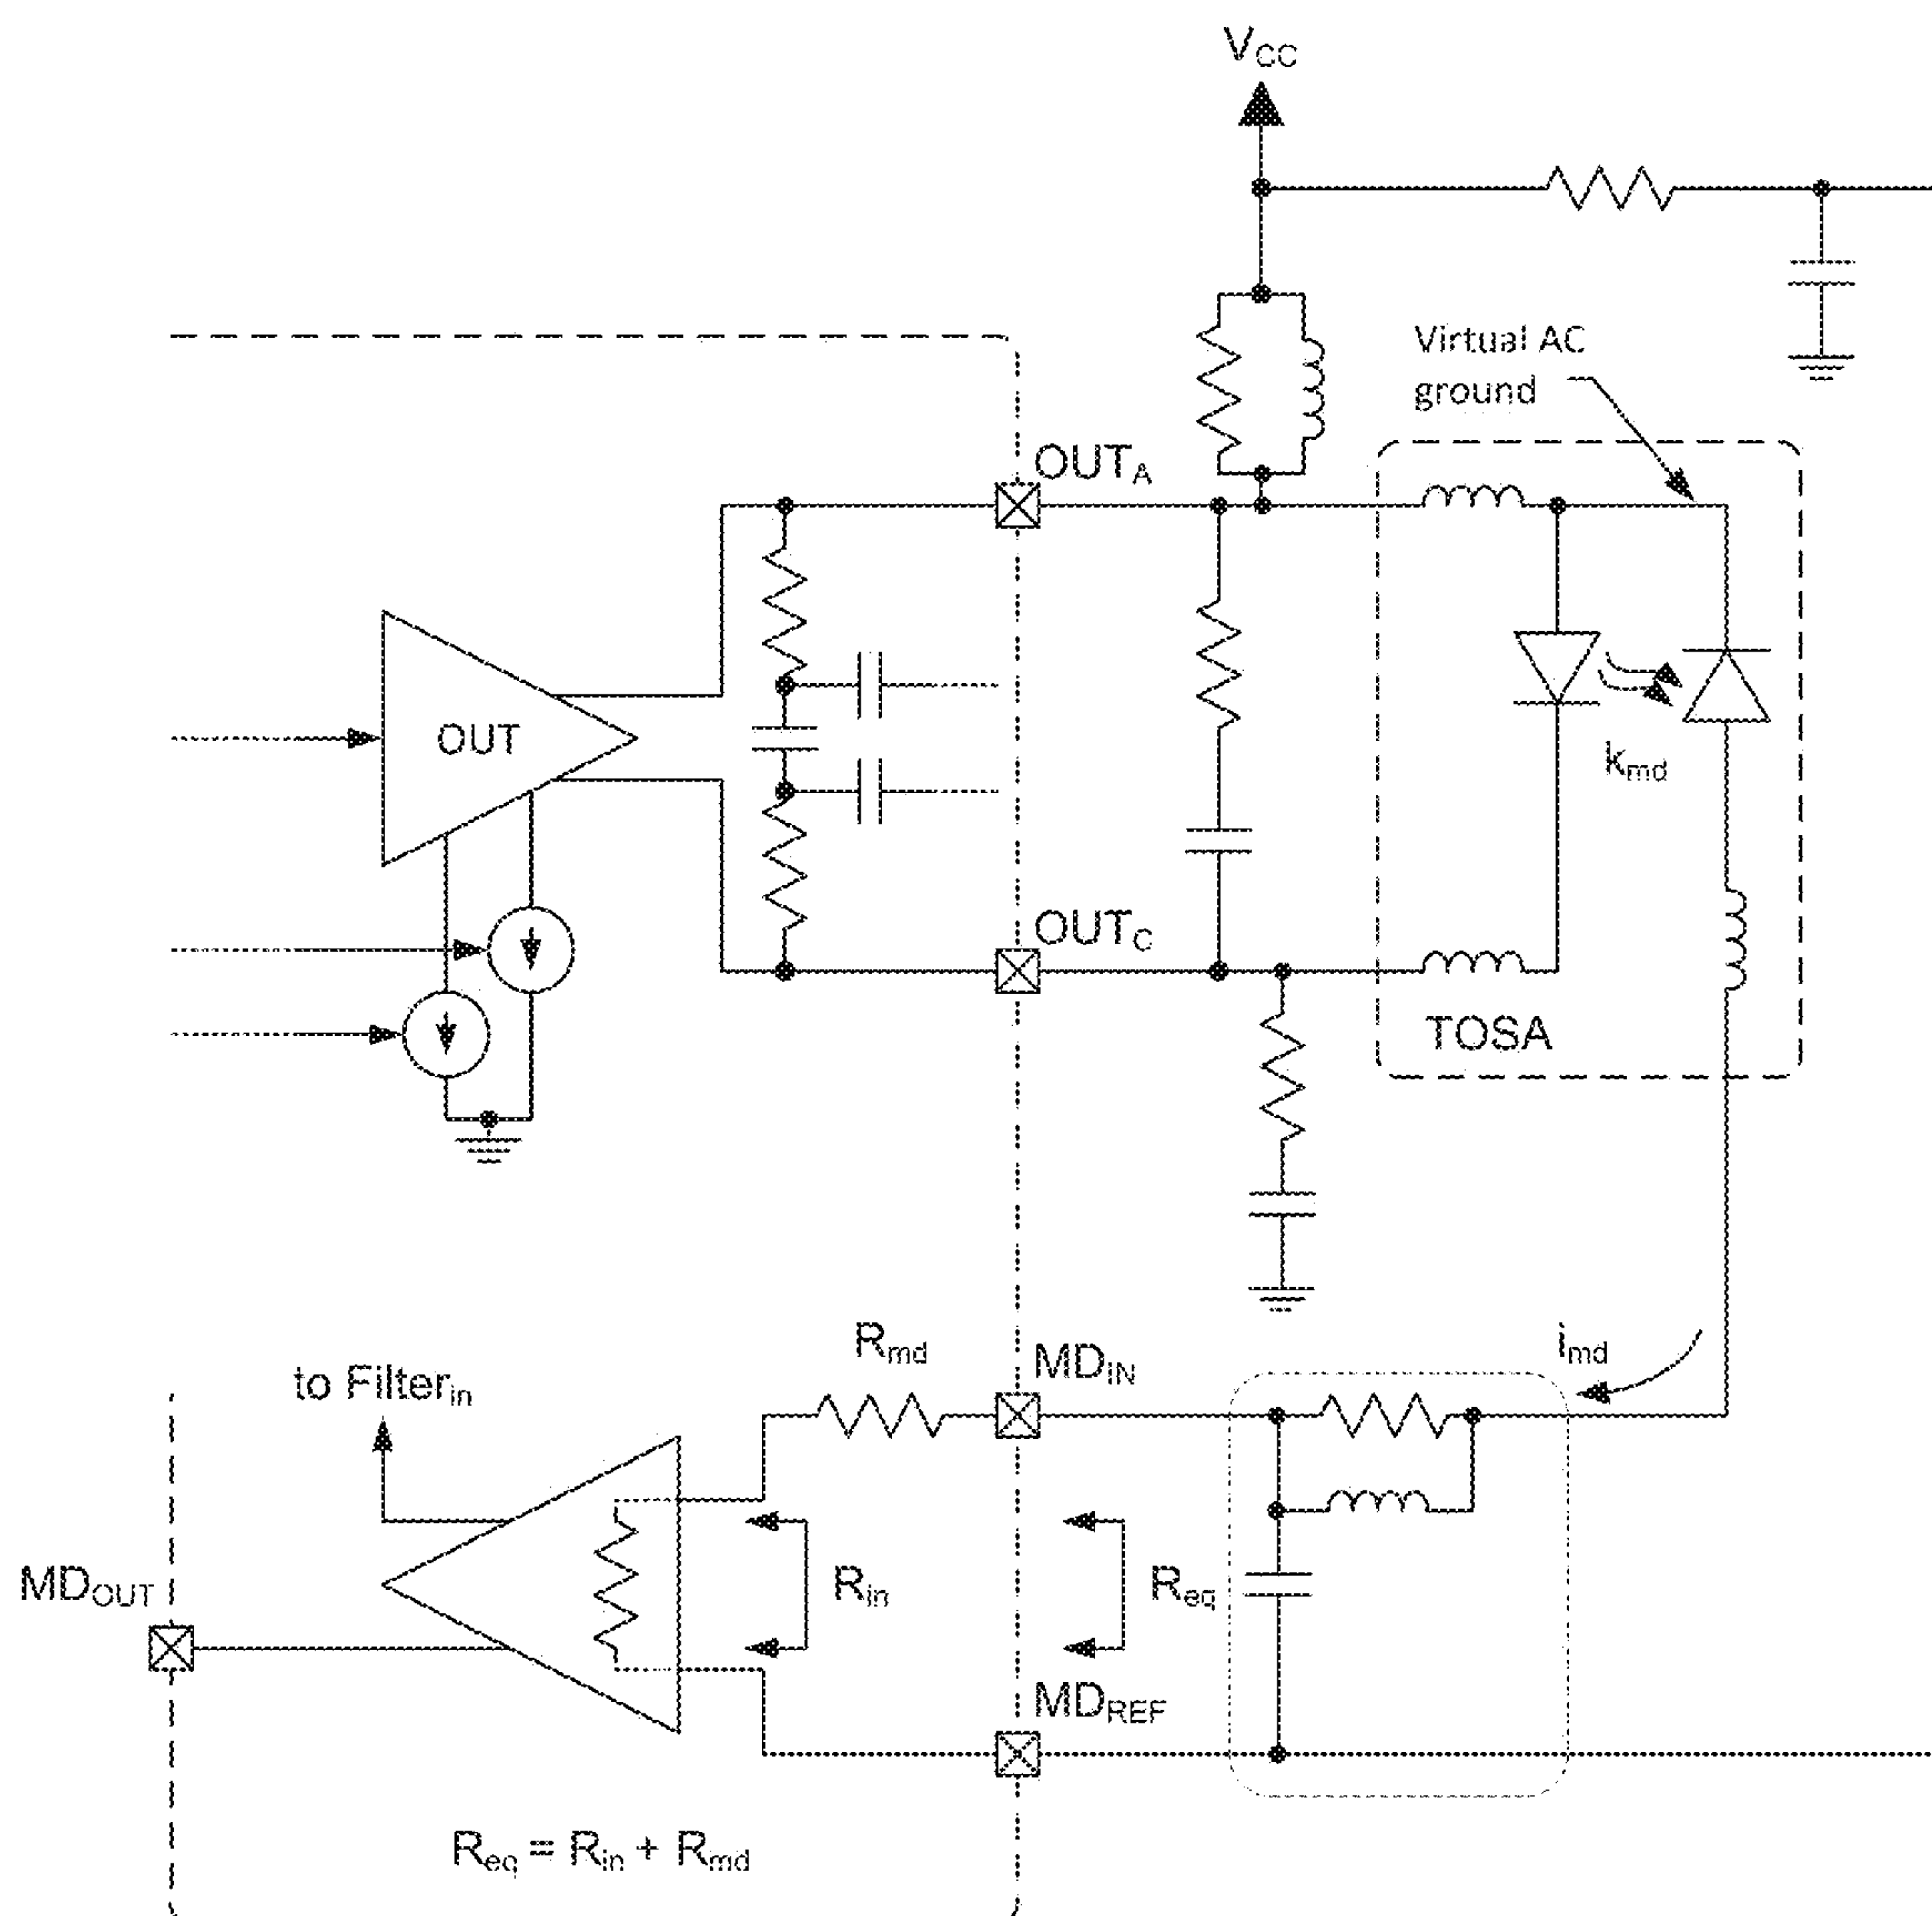 VCC
Virtual AC
ground
OUTA
OUT
kmd
OUTC
TOSA
Rmd
MDIN
imd
to Filterin
MDOUT
Rin
Req
MDREF
Req = Rin + Rmd